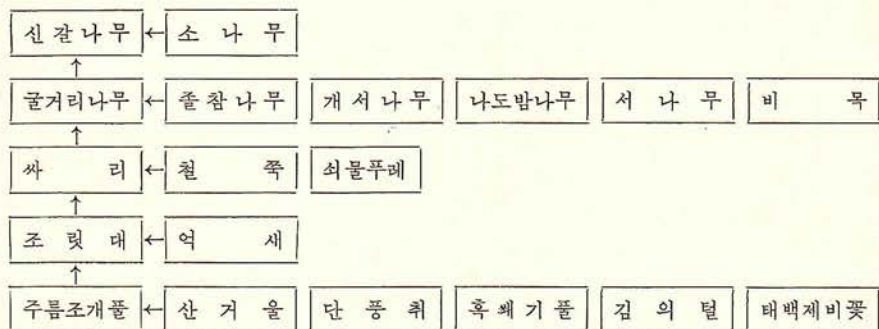 신갈나무 ← 소나무
↑
굴거리나무 ← 졸참나무 개서나무 나도밤나무 서나무 비목
↑
싸리 ← 철쭉 쇠물푸레
↑
조릿대 ← 억새
↑
주름조개풀 ← 산거울 단풍취 혹쐐기풀 김의털 태백제비꽃